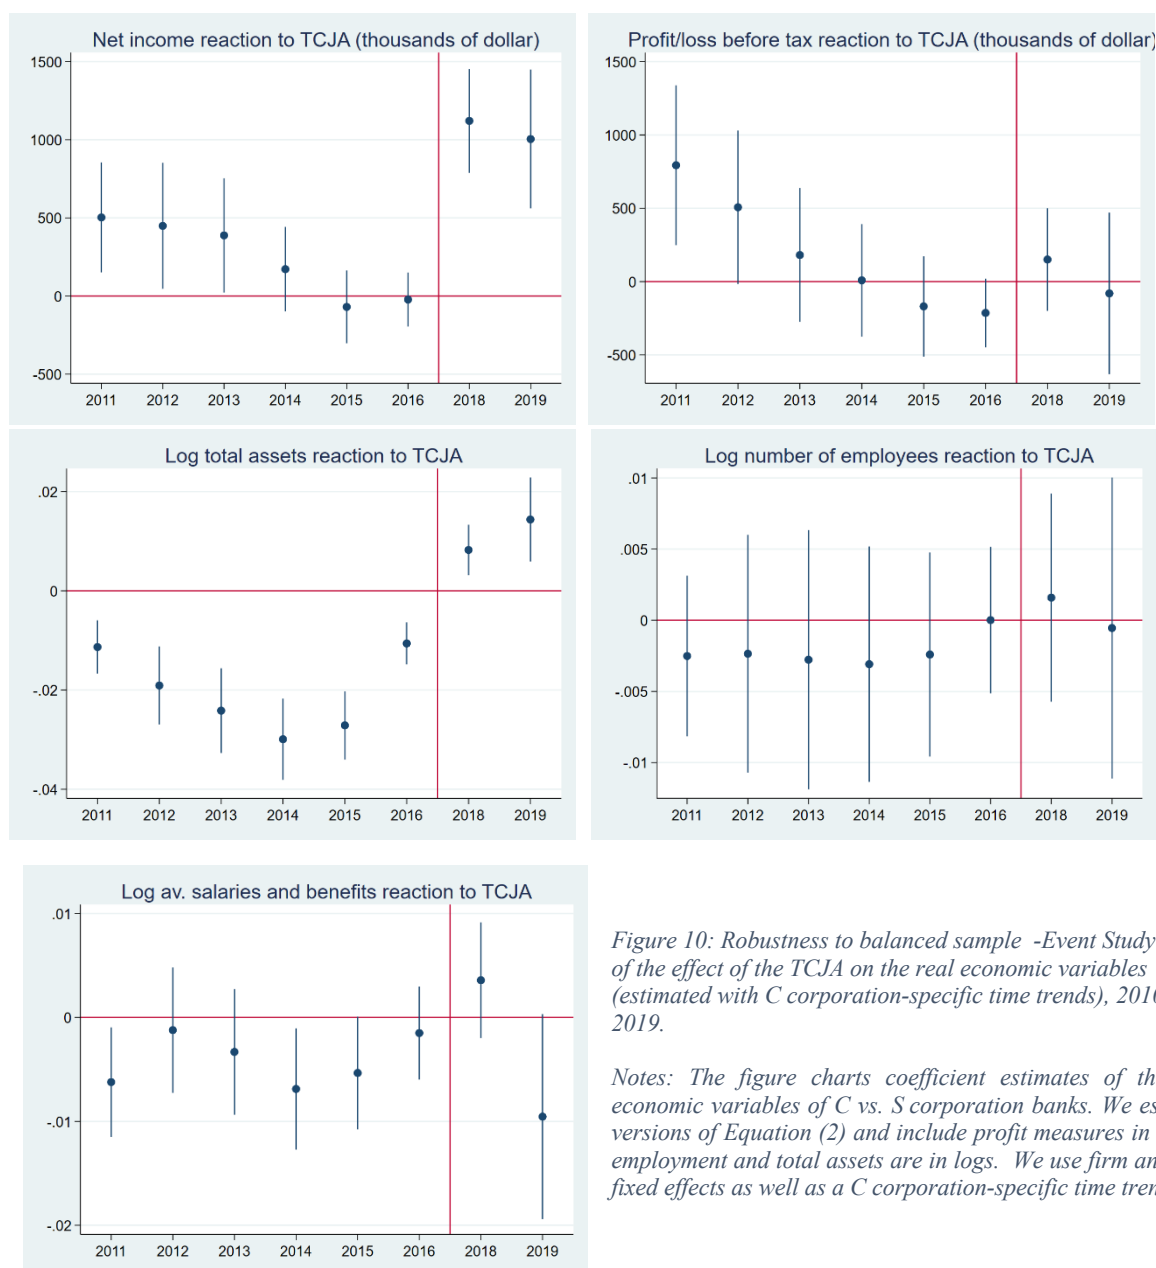 Net income reaction to TCJA (thousands of dollar)
1500
1000
500
0
-500
2011 2012 2013 2014 2015 2016 2018 2019
Profit/loss before tax reaction to TCJA (thousands of dollar)
1500
1000
500
0
-500
2011 2012 2013 2014 2015 2016 2018 2019
Log total assets reaction to TCJA
.02
0
-.02
-.04
2011 2012 2013 2014 2015 2016 2018 2019
Log number of employees reaction to TCJA
.01
.005
0
-.005
-.01
2011 2012 2013 2014 2015 2016 2018 2019
Log av. salaries and benefits reaction to TCJA
.01
0
-.01
-.02
2011 2012 2013 2014 2015 2016 2018 2019
Figure 10: Robustness to balanced sample -Event Study
of the effect of the TCJA on the real economic variables
(estimated with C corporation-specific time trends),
2019.
Notes: The figure charts coefficient estimates of
economic variables of C vs. S corporation banks. We
versions of Equation (2) and include profit measures in
employment and total assets are in logs. We use firm
fixed effects as well as a C corporation-specific time